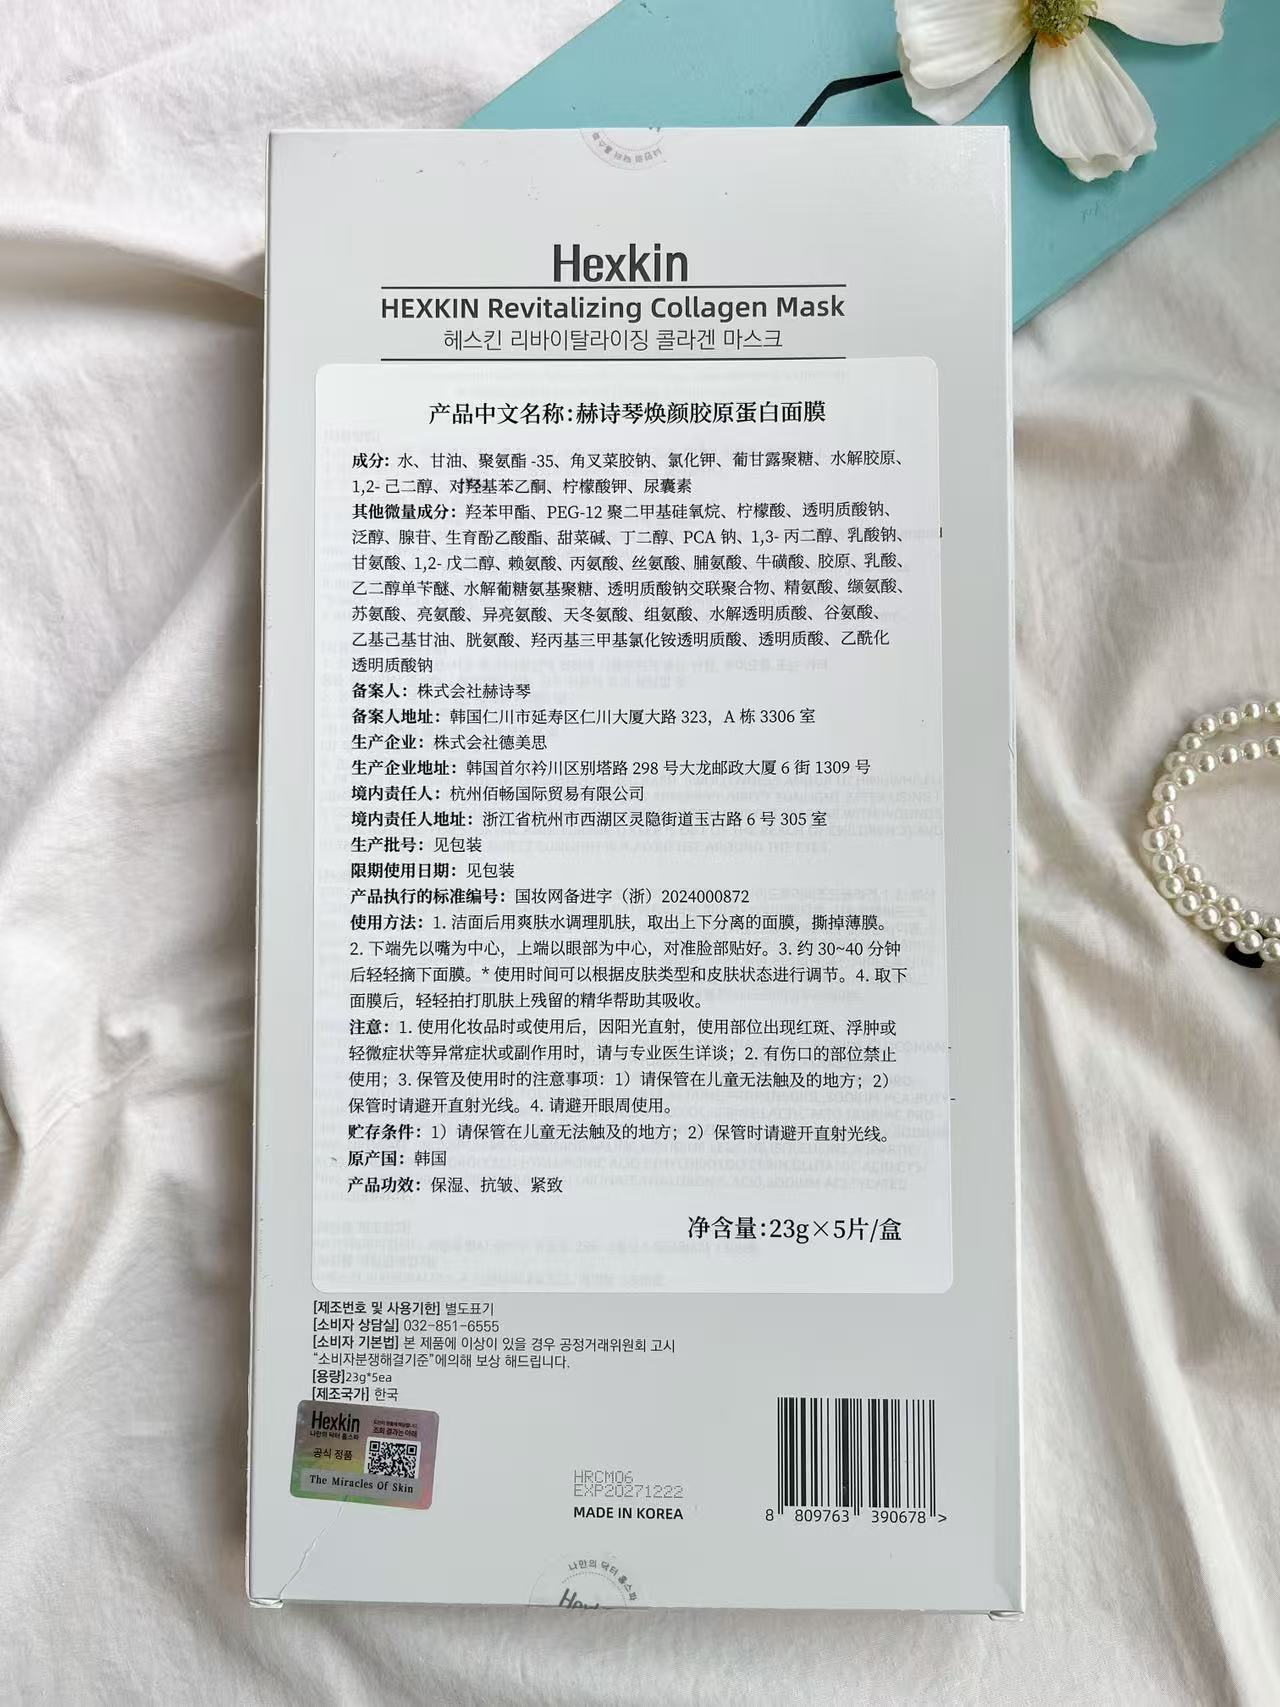 Hexkin
HEXKIN Revitalizing Collagen Mask
헤스킨 리바이탈라이징 콜라겐 마스크
产品中文名称:赫诗琴焕颜胶原蛋白面膜
成分：水、甘油、聚氨酯 -35、角叉菜胶钠、氯化钾、葡甘露聚糖、水解胶原、
1,2- 己二醇、对羟基苯乙酮、柠檬酸钾、尿囊素
其他微量成分：羟苯甲酯、PEG-12 聚二甲基硅氧烷、柠檬酸、透明质酸钠、
泛醇、腺苷、生育酚乙酸酯、甜菜碱、丁二醇、PCA 钠、1,3- 丙二醇、乳酸钠、
甘氨酸、1,2- 戊二醇、赖氨酸、丙氨酸、丝氨酸、脯氨酸、牛磺酸、胶原、乳酸、
乙二醇单苄醚、水解葡糖氨基聚糖、透明质酸钠交联聚合物、精氨酸、缬氨酸、
苏氨酸、亮氨酸、异亮氨酸、天冬氨酸、组氨酸、水解透明质酸、谷氨酸、
乙基己基甘油、胱氨酸、羟丙基三甲基氯化铵透明质酸、透明质酸、乙酰化
透明质酸钠
备案人：株式会社赫诗琴
备案人地址：韩国仁川市延寿区仁川大厦大路 323，A 栋 3306 室
生产企业：株式会社德美思
生产企业地址：韩国首尔衿川区别塔路 298 号大龙邮政大厦 6 街 1309 号
境内责任人：杭州佰畅国际贸易有限公司
境内责任人地址：浙江省杭州市西湖区灵隐街道玉古路 6 号 305 室
生产批号：见包装
限期使用日期：见包装
产品执行的标准编号：国妆网备进字（浙）2024000872
使用方法：1. 洁面后用爽肤水调理肌肤，取出上下分离的面膜，撕掉薄膜。
2. 下端先以嘴为中心，上端以眼部为中心，对准脸部贴好。3. 约 30~40 分钟
后轻轻摘下面膜。* 使用时间可以根据皮肤类型和皮肤状态进行调节。4. 取下
面膜后，轻轻拍打肌肤上残留的精华帮助其吸收。
注意：1. 使用化妆品时或使用后，因阳光直射，使用部位出现红斑、浮肿或
轻微症状等异常症状或副作用时，请与专业医生详谈；2. 有伤口的部位禁止
使用；3. 保管及使用时的注意事项：1）请保管在儿童无法触及的地方；2）
保管时请避开直射光线。4. 请避开眼周使用。
贮存条件：1）请保管在儿童无法触及的地方；2）保管时请避开直射光线。
原产国：韩国
产品功效：保湿、抗皱、紧致
净含量:23g×5片/盒
[제조번호 및 사용기한] 별도표기
[소비자 상담실] 032-851-6555
[소비자 기본법] 본 제품에 이상이 있을 경우 공정거래위원회 고시
“소비자분쟁해결기준”에의해 보상 해드립니다.
[용량]23g*5ea
[제조국가] 한국
Hexkin
나만의 닥터 홈스파
조회 결과는 아래
공식 정품
The Miracles Of Skin
HRCM06
EXP20271222
MADE IN KOREA
8 809763 390678 >
나만의 닥터 홈스파